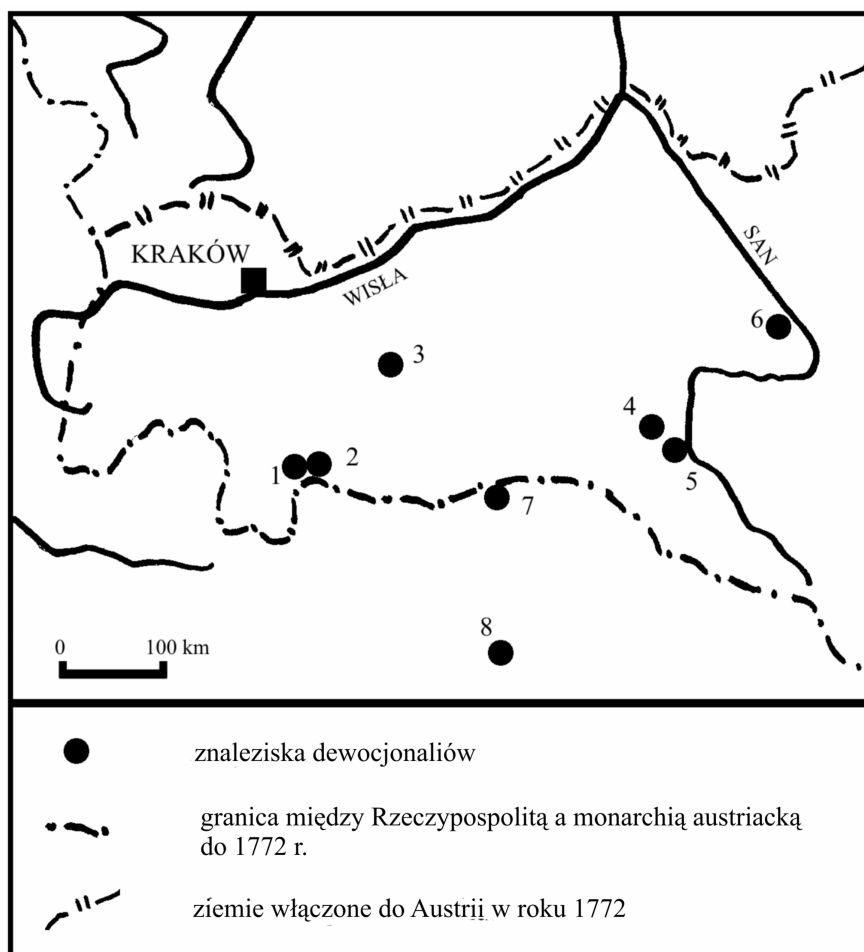 KRAKÓW
WISŁA
SAN
6
3
4
1
2
5
7
8
0 100 km
znaleziska dewocjonaliów
granica między Rzeczypospolitą a monarchią austriacką
do 1772 r.
ziemie włączone do Austrii w roku 1772